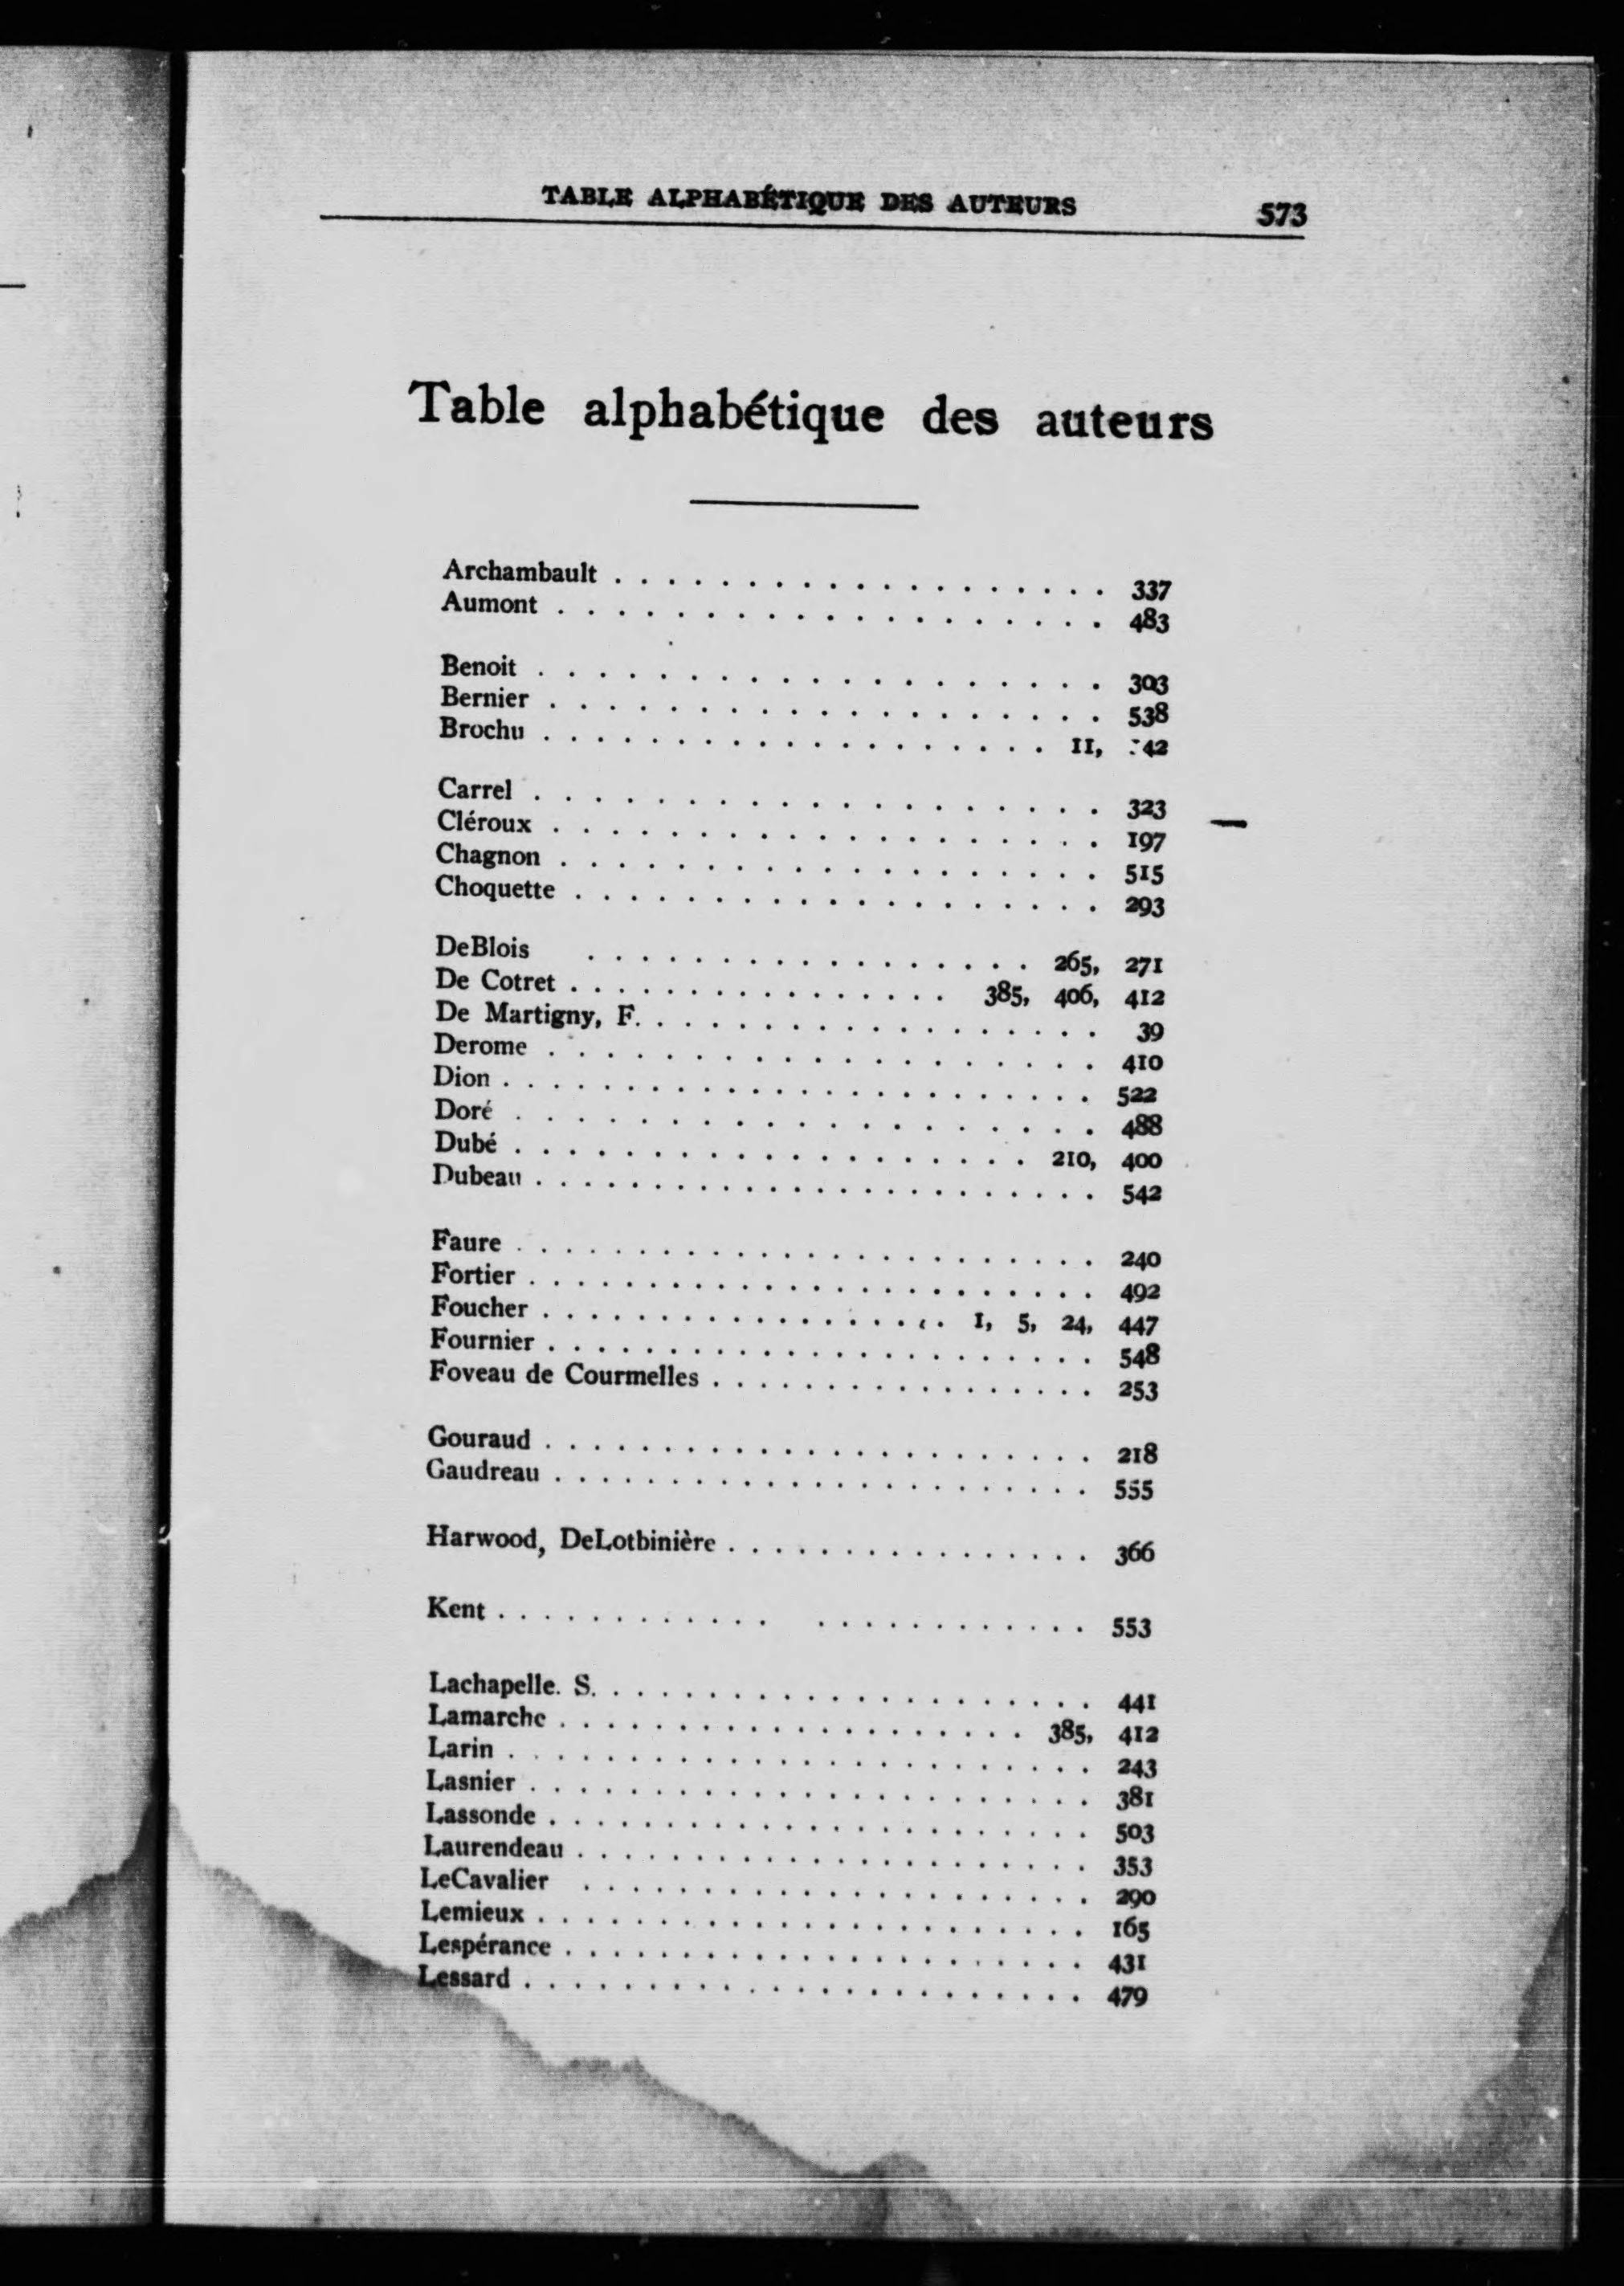 TABLE ALPHABÉTIQUE DES AUTEURS 573
Table alphabétique des auteurs
Archambault . . . . . . . . . . . . . . . . . . . 337
Aumont . . . . . . . . . . . . . . . . . . . 483
Benoit . . . . . . . . . . . . . . . . . . . 303
Bernier . . . . . . . . . . . . . . . . . . . 538
Brochu . . . . . . . . . . . . . . . . . . 11,
Carrel . . . . . . . . . . . . . . . . . . . 323
Cléroux . . . . . . . . . . . . . . . . . . . 197
Chagnon . . . . . . . . . . . . . . . . . . . 515
Choquette . . . . . . . . . . . . . . . . . . . 293
DeBlois . . . . . . . . . . . . . . . . . 265, 271
De Cotret . . . . . . . . . . . . . . . 385, 406, 412
De Martigny, F. . . . . . . . . . . . . . . . . . 39
Derome . . . . . . . . . . . . . . . . . . . 410
Dion . . . . . . . . . . . . . . . . . . . . 522
Doré . . . . . . . . . . . . . . . . . . . . 488
Dubé . . . . . . . . . . . . . . . . . . . 210, 400
Dubeau . . . . . . . . . . . . . . . . . . . . 542
Faure . . . . . . . . . . . . . . . . . . . . 240
Fortier . . . . . . . . . . . . . . . . . . . . 492
Foucher . . . . . . . . . . . . . . . . . 1, 5, 24, 447
Fournier . . . . . . . . . . . . . . . . . . . . 548
Foveau de Courmelles . . . . . . . . . . . . . . . . 253
Gouraud . . . . . . . . . . . . . . . . . . . . 218
Gaudreau . . . . . . . . . . . . . . . . . . . . 555
Harwood, DeLotbinière . . . . . . . . . . . . . . . . 366
Kent . . . . . . . . . . . . . . . . . . . . . . 553
Lachapelle. S. . . . . . . . . . . . . . . . . . . . 441
Lamarche . . . . . . . . . . . . . . . . . . 385, 412
Larin . . . . . . . . . . . . . . . . . . . . . 243
Lasnier . . . . . . . . . . . . . . . . . . . . 381
Lassonde . . . . . . . . . . . . . . . . . . . . 503
Laurendeau . . . . . . . . . . . . . . . . . . . 353
LeCavalier . . . . . . . . . . . . . . . . . . . 290
Lemieux . . . . . . . . . . . . . . . . . . . . 165
Lespérance . . . . . . . . . . . . . . . . . . . 431
Lessard . . . . . . . . . . . . . . . . . . . . 479